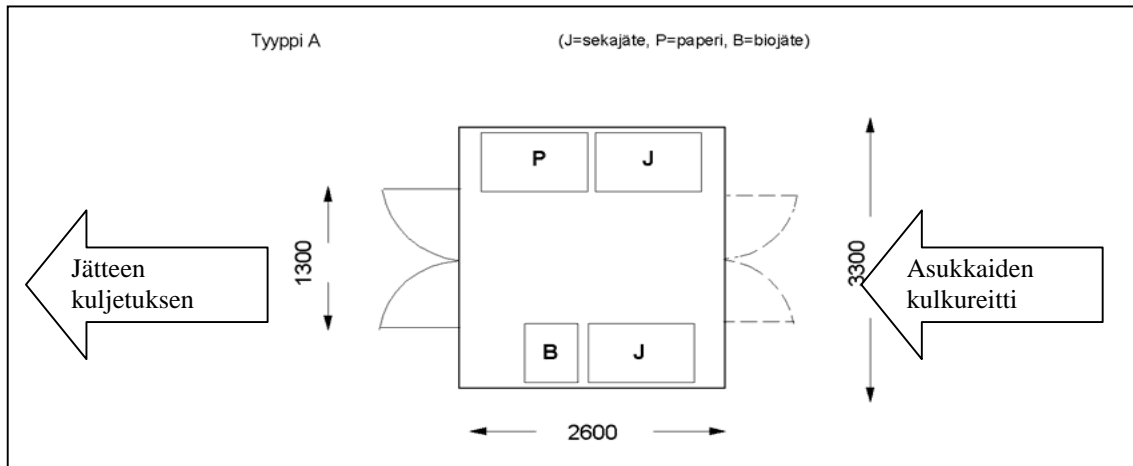 Tyyppi A
(J=sekajäte, P=paperi, B=biojäte)
P
J
1300
Jätteen
kuljetuksen
3300
Asukkaiden
kulkureitti
B
J
2600